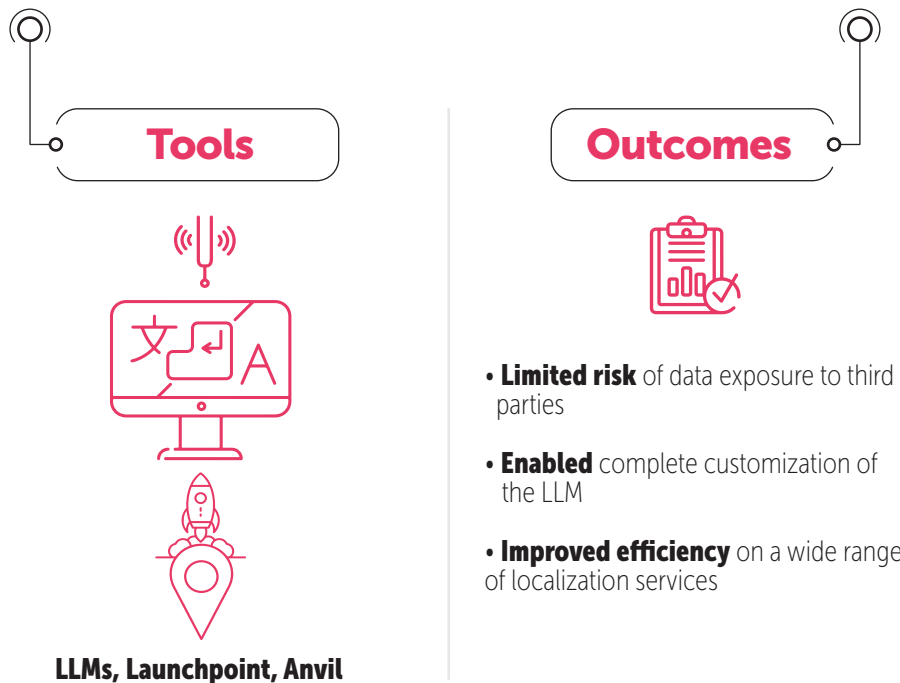 Tools
文
A
LLMs, Launchpoint, Anvil
Outcomes
• Limited risk of data exposure to third
parties
• Enabled complete customization of
the LLM
• Improved efficiency on a wide range
of localization services